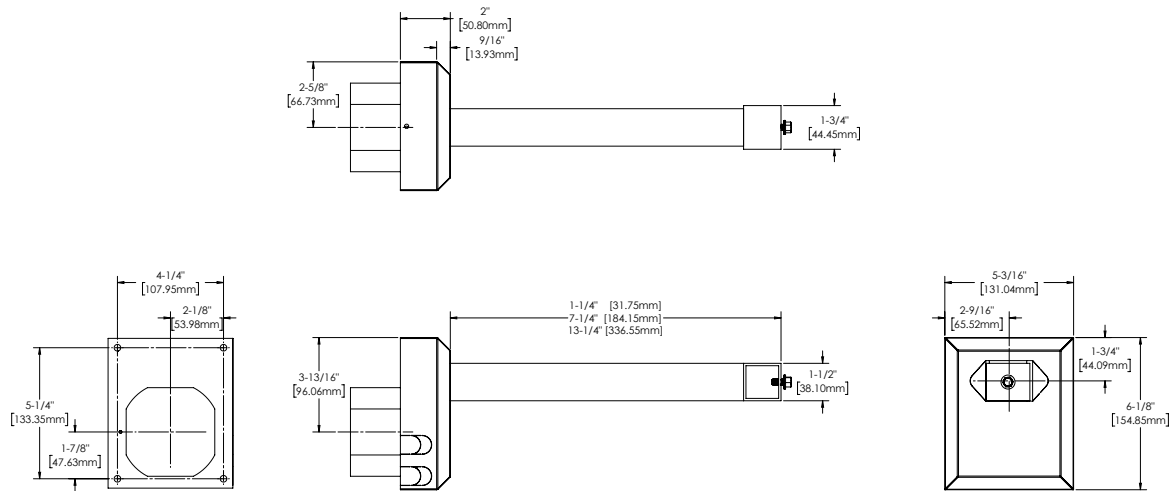 2"
[50.80mm]
9/16"
[13.93mm]
2-5/8"
[66.73mm]
1-3/4"
[44.45mm]
4-1/4"
[107.95mm]
2-1/8"
[53.98mm]
5-1/4"
[133.35mm]
1-7/8"
[47.63mm]
1-1/4" [31.75mm]
7-1/4" [184.15mm]
13-1/4" [336.55mm]
3-13/16"
[96.06mm]
1-1/2"
[38.10mm]
5-3/16"
[131.04mm]
2-9/16"
[65.52mm]
1-3/4"
[44.09mm]
6-1/8"
[154.85mm]